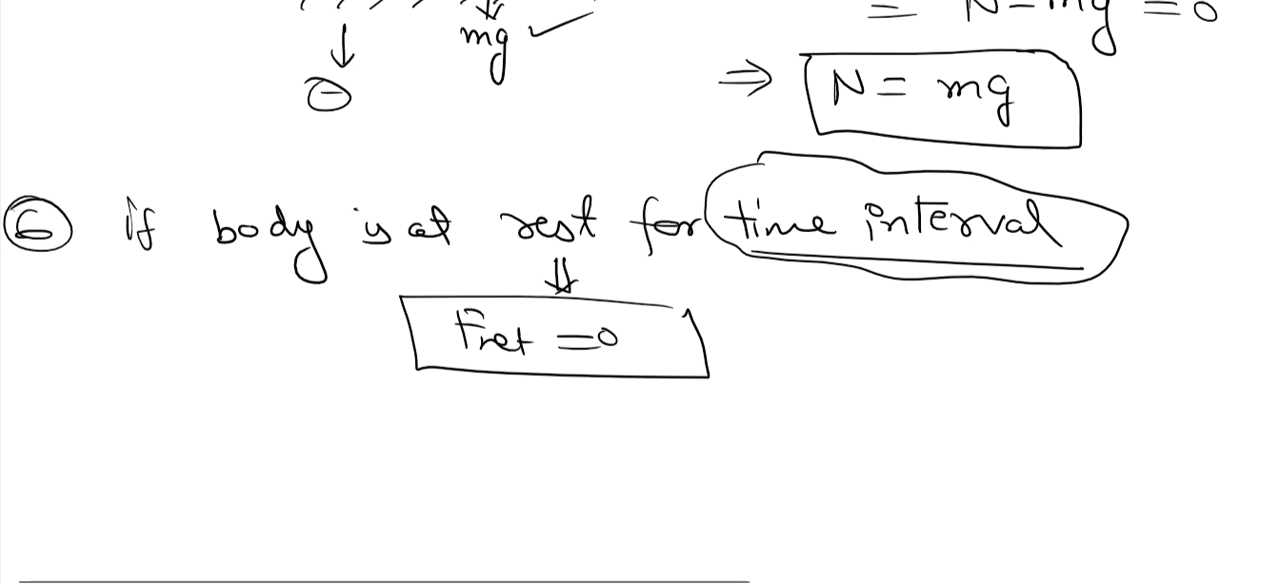 = N-mg = 0
mg ✓
↓
⊖
⇒ N = mg
⑥ if body is at rest for time interval
⇓
Fnet = 0